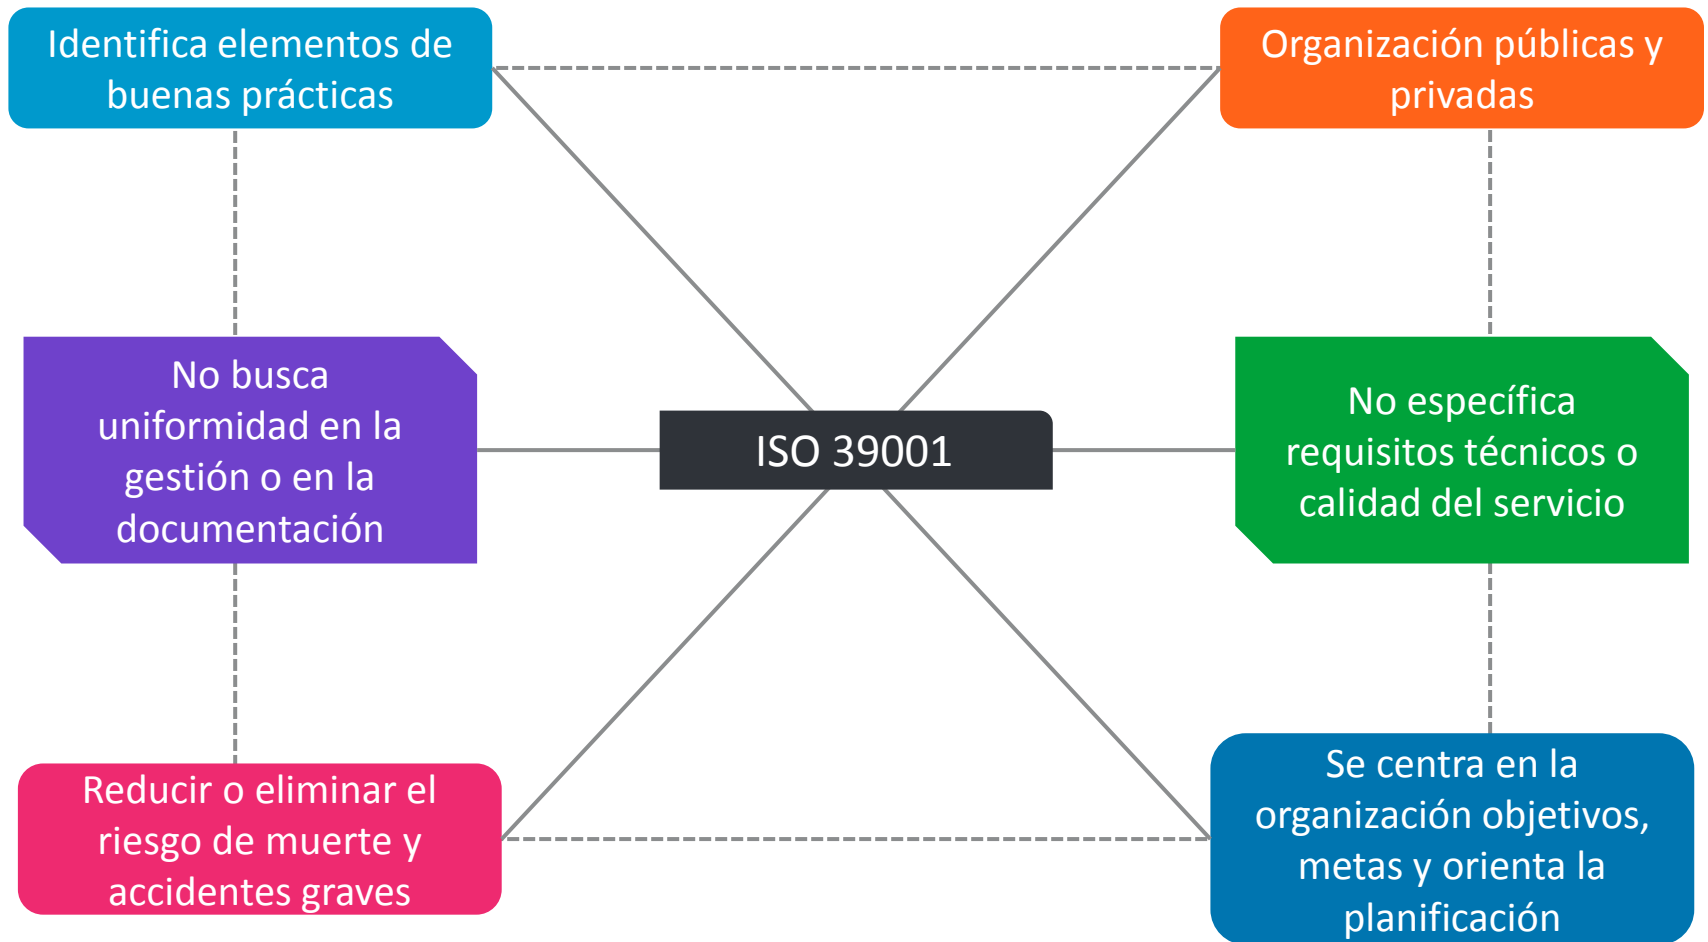 Identifica elementos de
buenas prácticas
Organización públicas y
privadas
No busca
uniformidad en la
gestión o en la
documentación
ISO 39001
No específica
requisitos técnicos o
calidad del servicio
Reducir o eliminar el
riesgo de muerte y
accidentes graves
Se centra en la
organización objetivos,
metas y orienta la
planificación